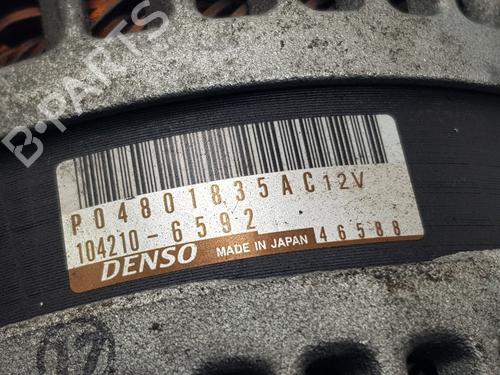 B-PARTS
P04801835AC 12V
104210-6592
DENSO MADE IN JAPAN 46588